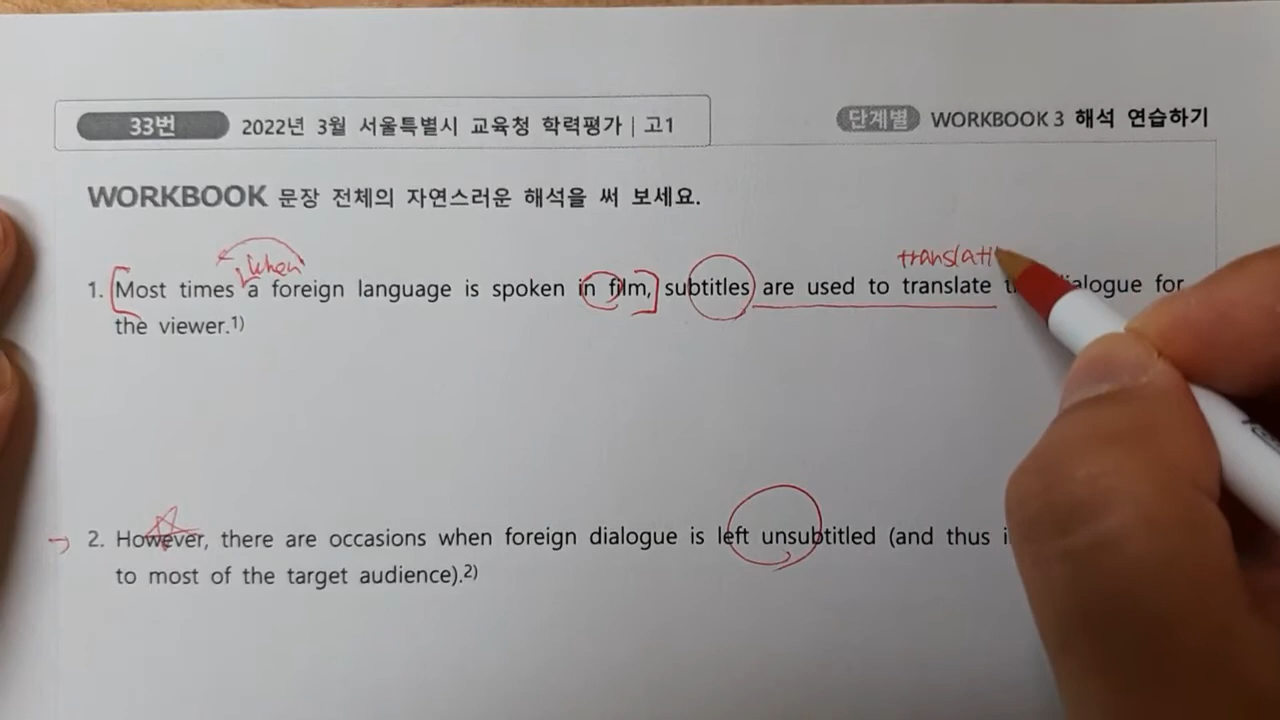 33번 2022년 3월 서울특별시 교육청 학력평가 | 고1
단계별 WORKBOOK 3 해석 연습하기
WORKBOOK 문장 전체의 자연스러운 해석을 써 보세요.
when translati
1. Most times a foreign language is spoken in film, subtitles are used to translate dialogue for
the viewer.1)
2. However, there are occasions when foreign dialogue is left unsubtitled (and thus
to most of the target audience).2)